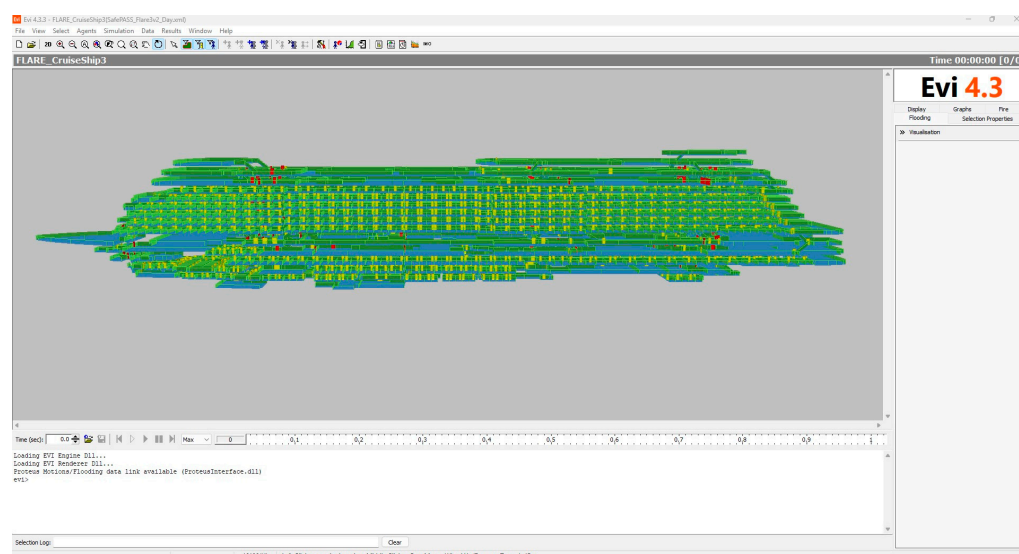 Evi 4.3.3 - FLARE_CruiseShip3(SafePASS_Flare3v2_Day.xml)
File View Select Agents Simulation Data Results Window Help
2D
FLARE_CruiseShip3 Time 00:00:00 [0/0
Evi 4.3
Display Graphs Fire
Flooding Selection Properties
» Visualisation
Time (sec): 0.0 Max 0 0,1 0,2 0,3 0,4 0,5 0,6 0,7 0,8 0,9 1
Loading EVI Engine Dll...
Loading EVI Renderer Dll...
Proteus Motions/Flooding data link available (ProteusInterface.dll)
evi>
Selection Log: Clear